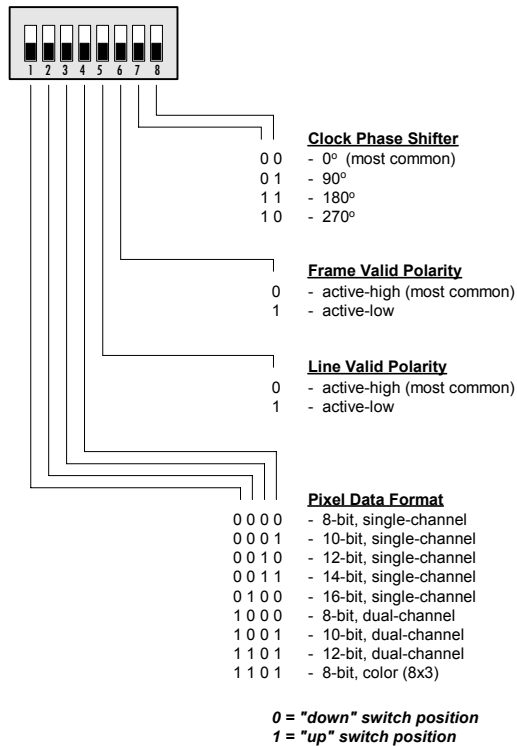 1 2 3 4 5 6 7 8
Clock Phase Shifter
0 0 - 0º (most common)
0 1 - 90º
1 1 - 180º
1 0 - 270º
Frame Valid Polarity
0 - active-high (most common)
1 - active-low
Line Valid Polarity
0 - active-high (most common)
1 - active-low
Pixel Data Format
0 0 0 0 - 8-bit, single-channel
0 0 0 1 - 10-bit, single-channel
0 0 1 0 - 12-bit, single-channel
0 0 1 1 - 14-bit, single-channel
0 1 0 0 - 16-bit, single-channel
1 0 0 0 - 8-bit, dual-channel
1 0 0 1 - 10-bit, dual-channel
1 1 0 1 - 12-bit, dual-channel
1 1 0 1 - 8-bit, color (8x3)
0 = "down" switch position
1 = "up" switch position